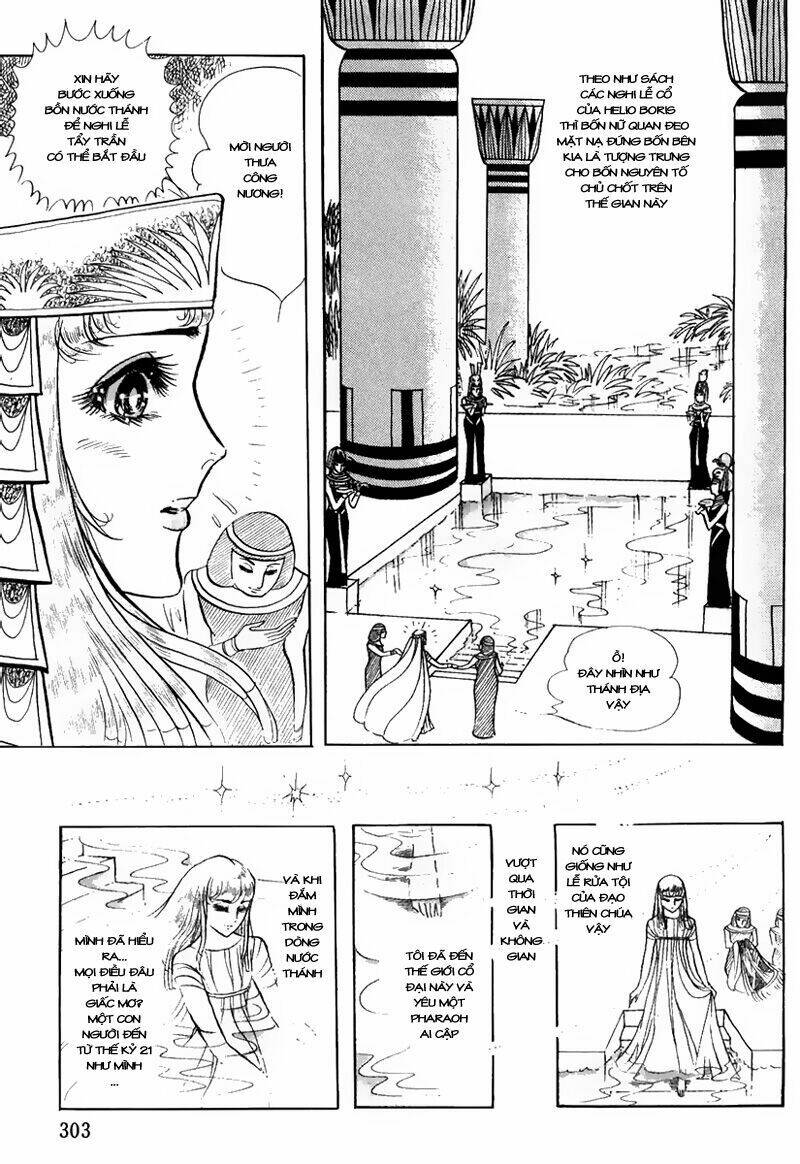 THEO NHƯ SÁCH
CÁC NGHI LỄ CỔ
CỦA HELIO BORIS
THÌ BỐN NỮ QUAN ĐEO
MẶT NẠ ĐỨNG BỐN BÊN
KIA LÀ TƯỢNG TRƯNG
CHO BỐN NGUYÊN TỐ
CHỦ CHỐT TRÊN
THẾ GIAN NÀY
Ồ!
ĐÂY NHÌN NHƯ
THÁNH ĐỊA
VẬY
MỜI NGƯỜI
THƯA
CÔNG
NƯƠNG!
XIN HÃY
BƯỚC XUỐNG
BỒN NƯỚC THÁNH
ĐỂ NGHI LỄ
TẨY TRẦN
CÓ THỂ BẮT ĐẦU
NÓ CŨNG
GIỐNG NHƯ
LỄ RỬA TỘI
CỦA ĐẠO
THIÊN CHÚA
VẬY
VƯỢT
QUA
THỜI
GIAN
VÀ
KHÔNG
GIAN
TÔI ĐÃ ĐẾN
THẾ GIỚI CỔ
ĐẠI NÀY VÀ
YÊU MỘT
PHARAOH
AI CẬP
VÀ KHI
ĐẮM
MÌNH
TRONG
DÒNG
NƯỚC
THÁNH
MÌNH ĐÃ HIỂU
RA...
MỌI ĐIỀU ĐÂU
PHẢI LÀ
GIẤC MƠ?
MỘT CON
NGƯỜI ĐẾN
TỪ THẾ KỶ 21
NHƯ MÌNH
...
303